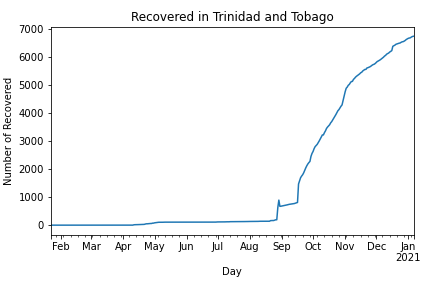 Recovered in Trinidad and Tobago
Number of Recovered
7000
6000
5000
4000
3000
2000
1000
0
Feb Mar Apr May Jun Jul Aug Sep Oct Nov Dec Jan
2021
Day